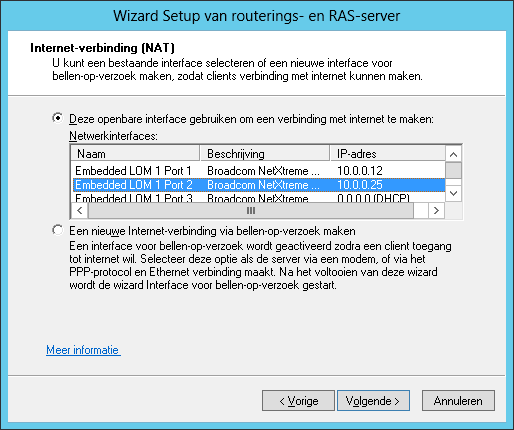 Wizard Setup van routerings- en RAS-server
Internet-verbinding (NAT)
U kunt een bestaande interface selecteren of een nieuwe interface voor
bellen-op-verzoek maken, zodat clients verbinding met internet kunnen maken.
Deze openbare interface gebruiken om een verbinding met internet te maken:
Netwerkinterfaces:
Naam Beschrijving IP-adres
Embedded LOM 1 Port 1 Broadcom NetXtreme ... 10.0.0.12
Embedded LOM 1 Port 2 Broadcom NetXtreme ... 10.0.0.25
Embedded LOM 1 Port 3 Broadcom NetXtreme ... 0.0.0.0 (DHCP)
Een nieuwe Internet-verbinding via bellen-op-verzoek maken
Een interface voor bellen-op-verzoek wordt geactiveerd zodra een client toegang
tot internet wil. Selecteer deze optie als de server via een modem, of via het
PPP-protocol en Ethernet verbinding maakt. Na het voltooien van deze wizard
wordt de wizard Interface voor bellen-op-verzoek gestart.
Meer informatie
< Vorige Volgende > Annuleren